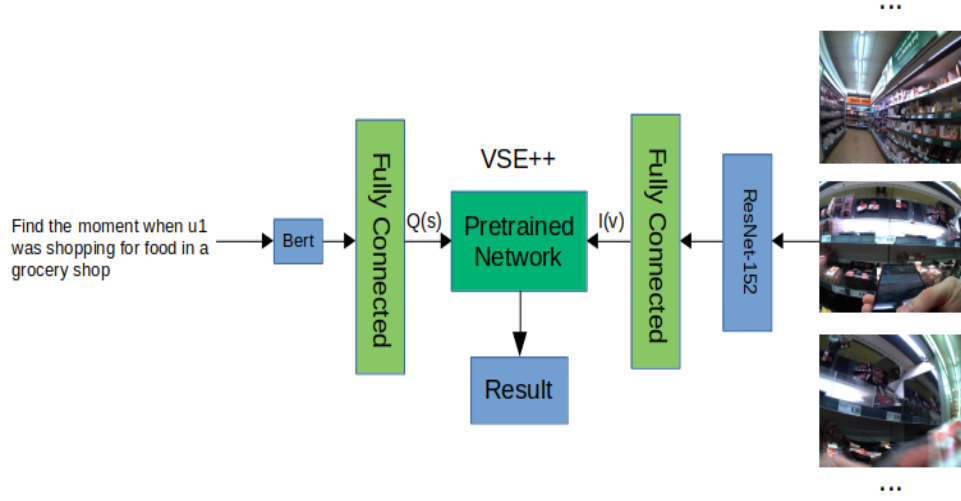 ...
VSE++
Find the moment when u1
was shopping for food in a
grocery shop
Bert
Fully Connected
Q(s)
Pretrained
Network
I(v)
Fully Connected
ResNet-152
Result
...